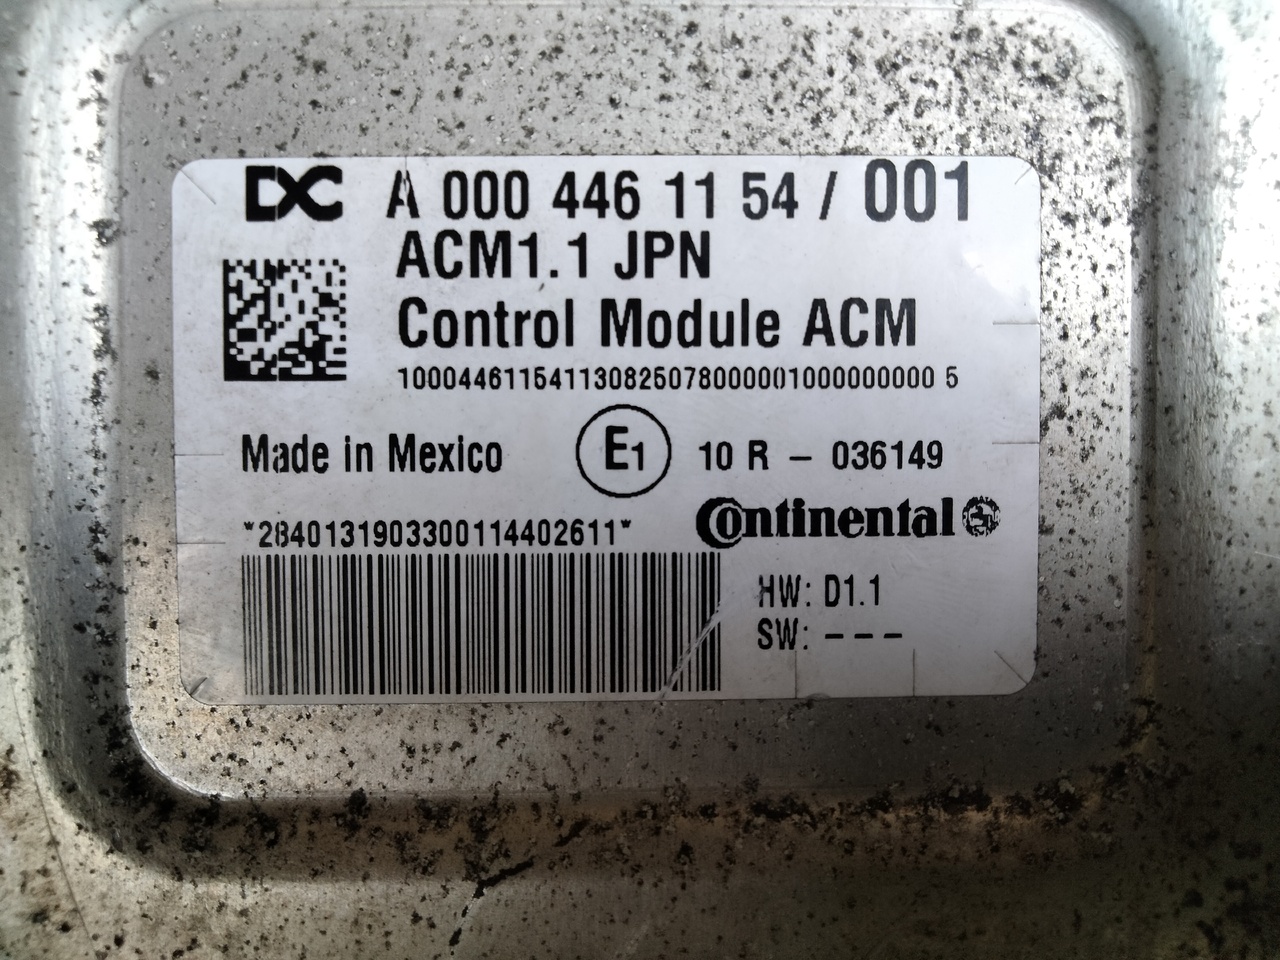 DC A 000 446 11 54 / 001
ACM1.1 JPN
Control Module ACM
100044611541130825078000001000000000 5
Made in Mexico E1 10 R - 036149
*2840131903300114402611*
Continental
HW: D1.1
SW: ---